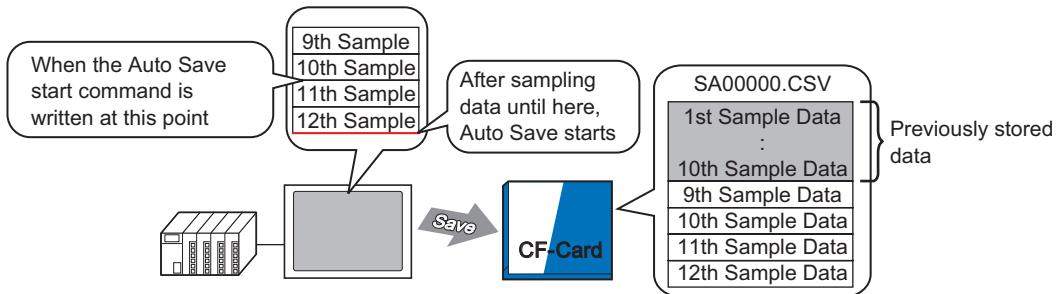 When the Auto Save
start command is
written at this point
9th Sample
10th Sample
11th Sample
12th Sample
After sampling
data until here,
Auto Save starts
Save
CF-Card
SA00000.CSV
1st Sample Data
:
10th Sample Data
9th Sample Data
10th Sample Data
11th Sample Data
12th Sample Data
Previously stored
data